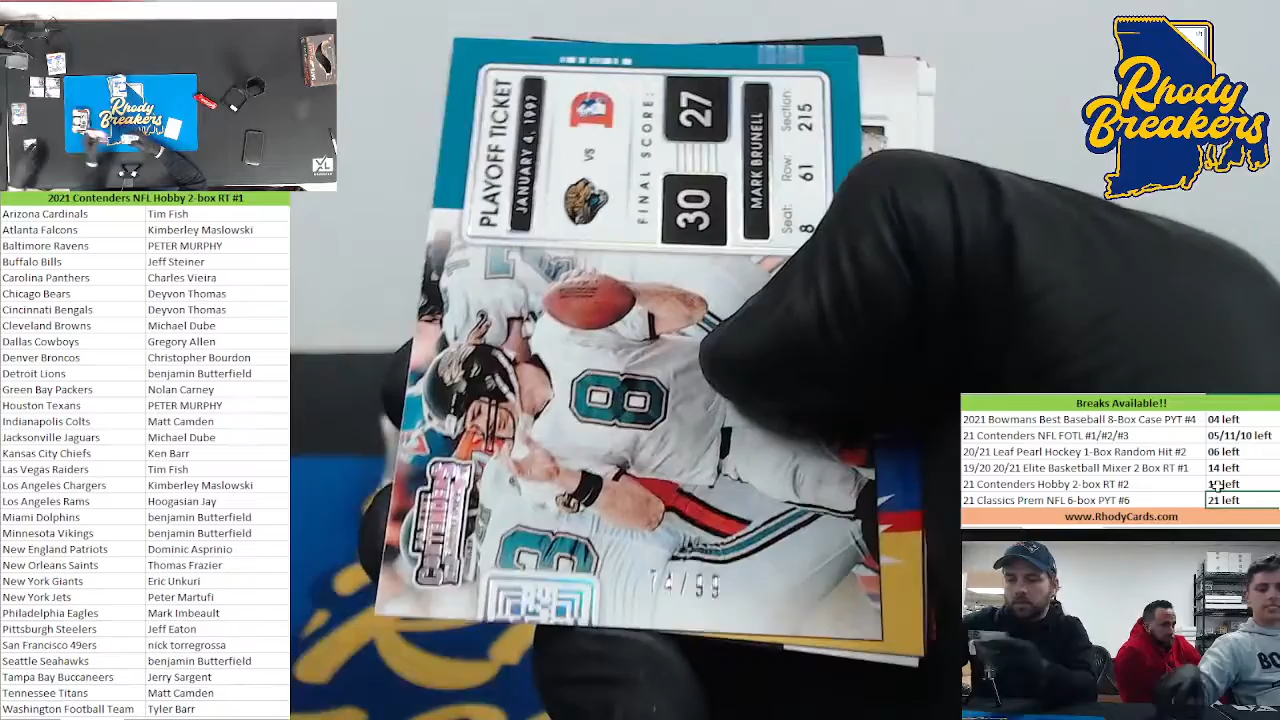 2021 Contenders NFL Hobby 2-box RT #1
Arizona Cardinals Tim Fish
Atlanta Falcons Kimberley Maslowski
Baltimore Ravens PETER MURPHY
Buffalo Bills Jeff Steiner
Carolina Panthers Charles Vieira
Chicago Bears Deyvon Thomas
Cincinnati Bengals Deyvon Thomas
Cleveland Browns Michael Dube
Dallas Cowboys Gregory Allen
Denver Broncos Christopher Bourdon
Detroit Lions benjamin Butterfield
Green Bay Packers Nolan Carney
Houston Texans PETER MURPHY
Indianapolis Colts Matt Camden
Jacksonville Jaguars Michael Dube
Kansas City Chiefs Ken Barr
Las Vegas Raiders Tim Fish
Los Angeles Chargers Kimberley Maslowski
Los Angeles Rams Hoogasian Jay
Miami Dolphins benjamin Butterfield
Minnesota Vikings benjamin Butterfield
New England Patriots Dominic Asprinio
New Orleans Saints Thomas Frazier
New York Giants Eric Unkuri
New York Jets Peter Martufi
Philadelphia Eagles Mark Imbeault
Pittsburgh Steelers Jeff Eaton
San Francisco 49ers nick torregrossa
Seattle Seahawks benjamin Butterfield
Tampa Bay Buccaneers Jerry Sargent
Tennessee Titans Matt Camden
Washington Football Team Tyler Barr
Rhody
Breakers
PLAYOFF TICKET
JANUARY 4, 1997
VS
FINAL SCORE:
30 27
MARK BRUNELL
Seat: Row: Section:
8 61 215
8
CONTENDERS
74/99
Rhody
Breakers
Breaks Available!!
2021 Bowmans Best Baseball 8-Box Case PYT #4 04 left
21 Contenders NFL FOTL #1/#2/#3 05/11/10 left
20/21 Leaf Pearl Hockey 1-Box Random Hit #2 06 left
19/20 20/21 Elite Basketball Mixer 2 Box RT #1 14 left
21 Contenders Hobby 2-box RT #2 left
21 Classics Prem NFL 6-box PYT #6 21 left
www.RhodyCards.com